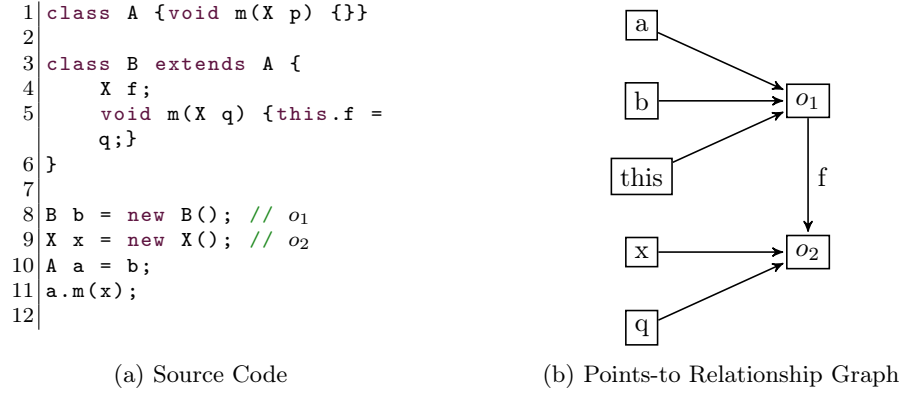 1 class A {void m(X p) {}}
2
3 class B extends A {
4 X f;
5 void m(X q) {this.f =
q;}
6 }
7
8 B b = new B(); // o₁
9 X x = new X(); // o₂
10 A a = b;
11 a.m(x);
12
(a) Source Code
a
b
o₁
this
f
x
o₂
q
(b) Points-to Relationship Graph